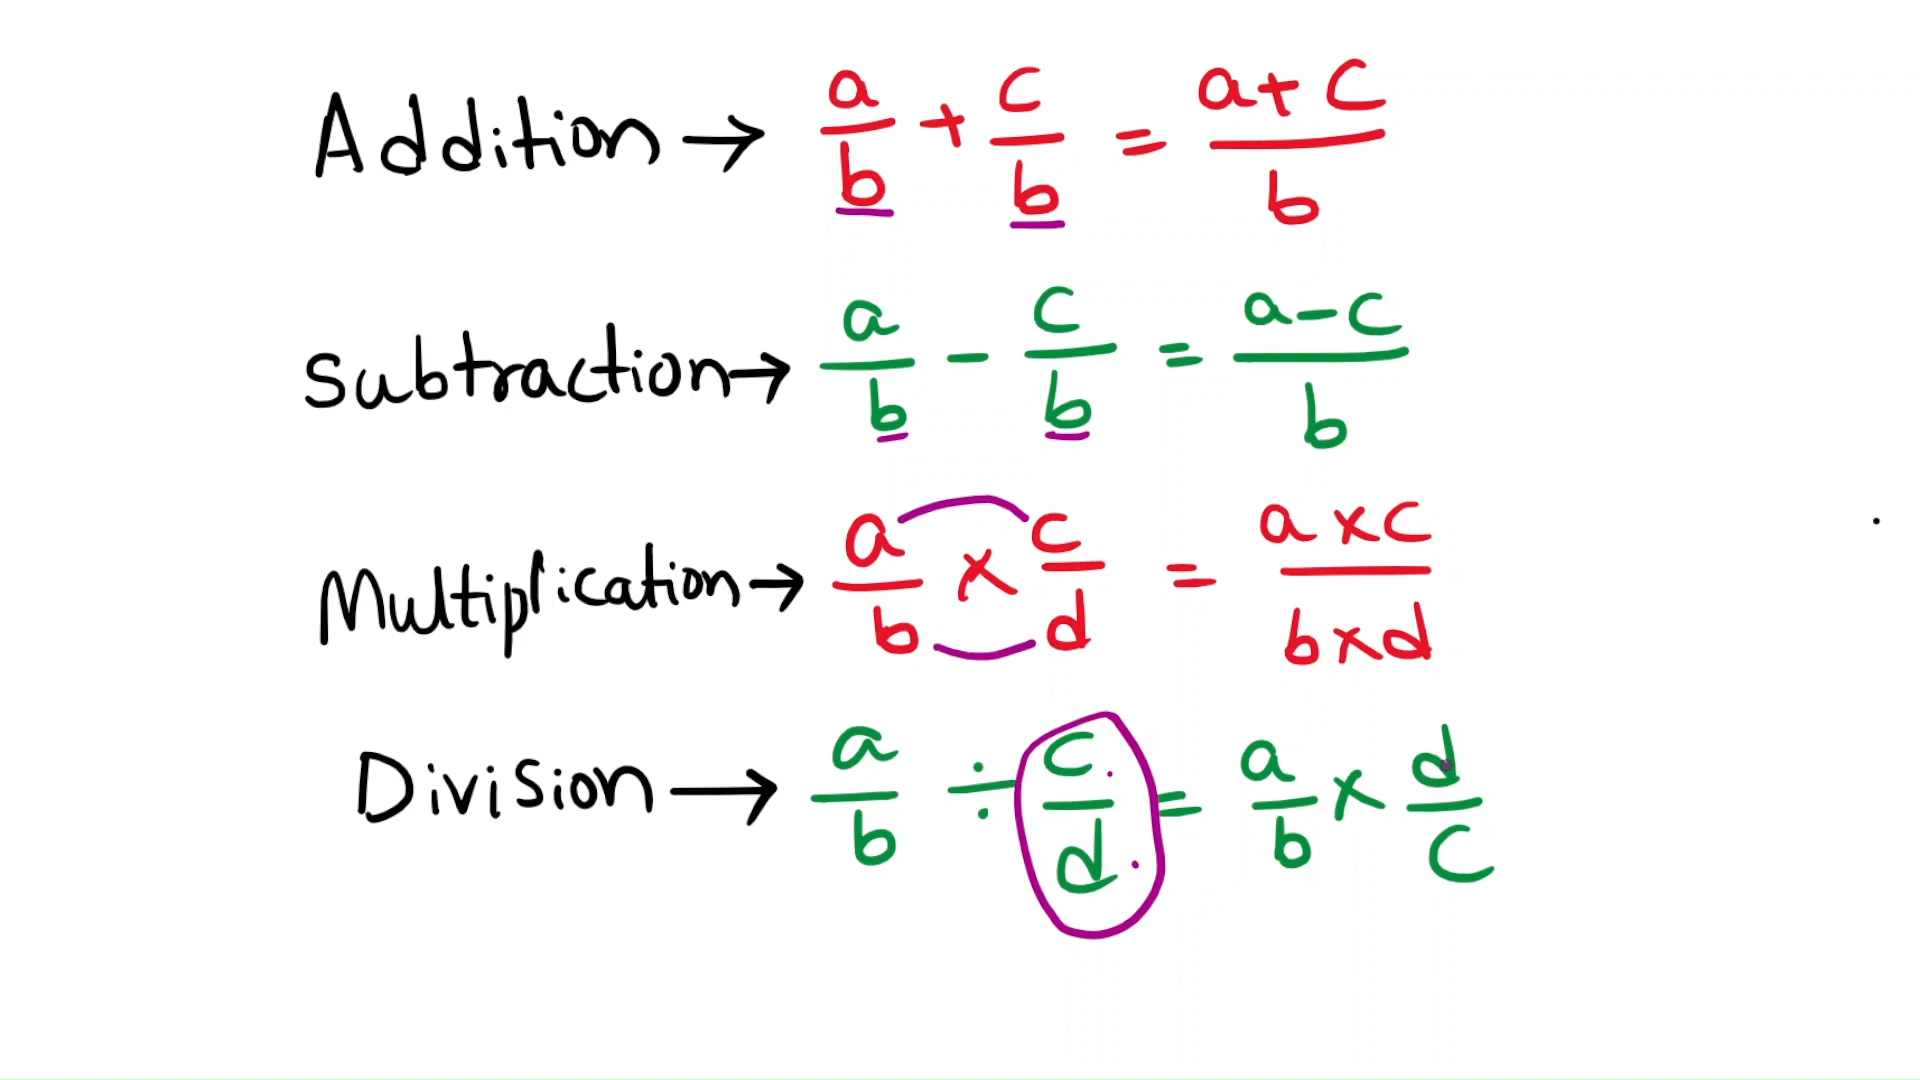 Addition → a/b + c/b = a+c/b
Subtraction → a/b - c/b = a-c/b
Multiplication → a/b × c/d = a×c/b×d
Division → a/b ÷ c/d = a/b × d/c